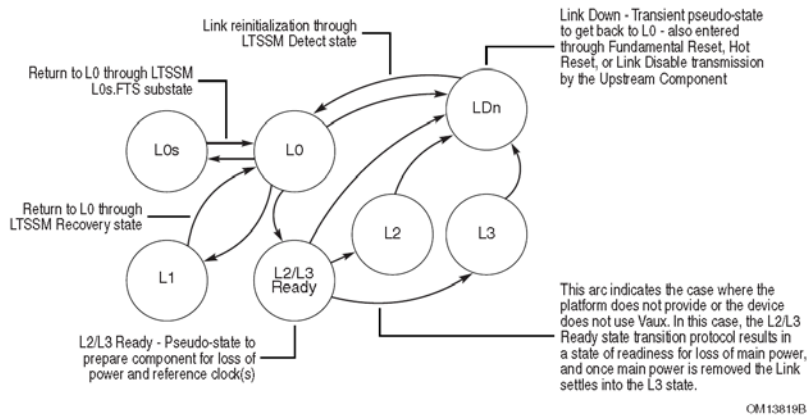 Link reinitialization through
LTSSM Detect state
Link Down - Transient pseudo-state
to get back to L0 - also entered
through Fundamental Reset, Hot
Reset, or Link Disable transmission
by the Upstream Component
Return to L0 through LTSSM
L0s.FTS substate
LDn
L0s
L0
Return to L0 through
LTSSM Recovery state
L2
L3
L1
L2/L3
Ready
This arc indicates the case where the
platform does not provide or the device
does not use Vaux. In this case, the L2/L3
Ready state transition protocol results in
a state of readiness for loss of main power,
and once main power is removed the Link
settles into the L3 state.
L2/L3 Ready - Pseudo-state to
prepare component for loss of
power and reference clock(s)
OM13819B